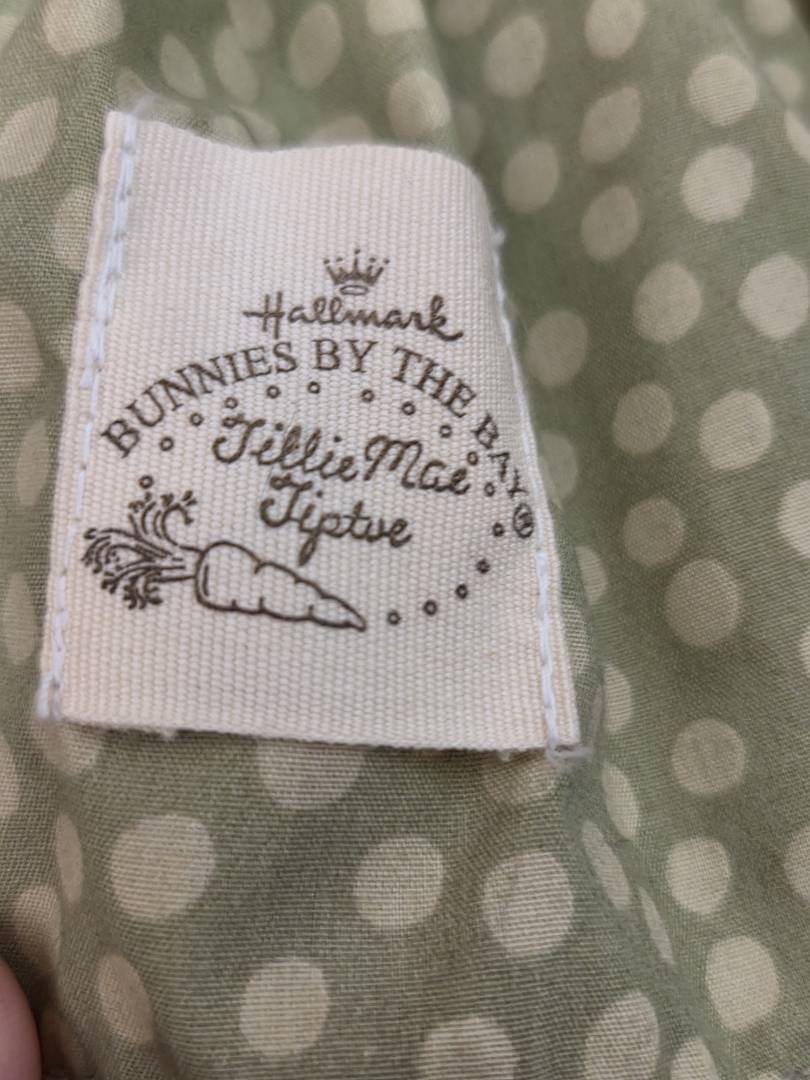 Hallmark
BUNNIES BY THE BAY®
Tillie Mae
Tiptoe